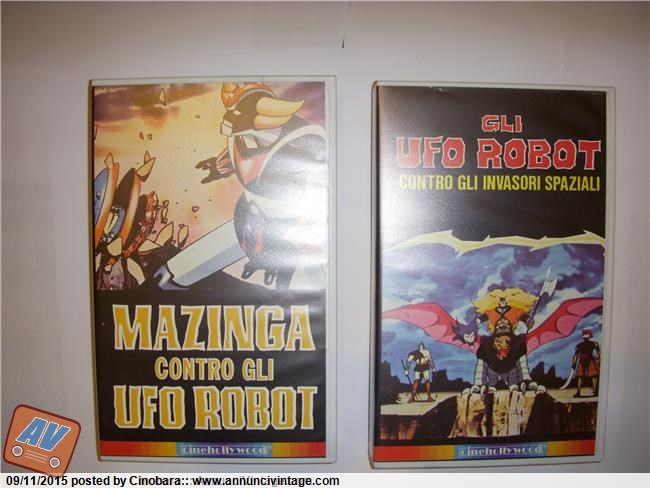 MAZINGA
CONTRO GLI
UFO ROBOT
cinehollywood
GLI
UFO ROBOT
CONTRO GLI INVASORI SPAZIALI
cinehollywood
AV
09/11/2015 posted by Cinobara:: www.annuncivintage.com